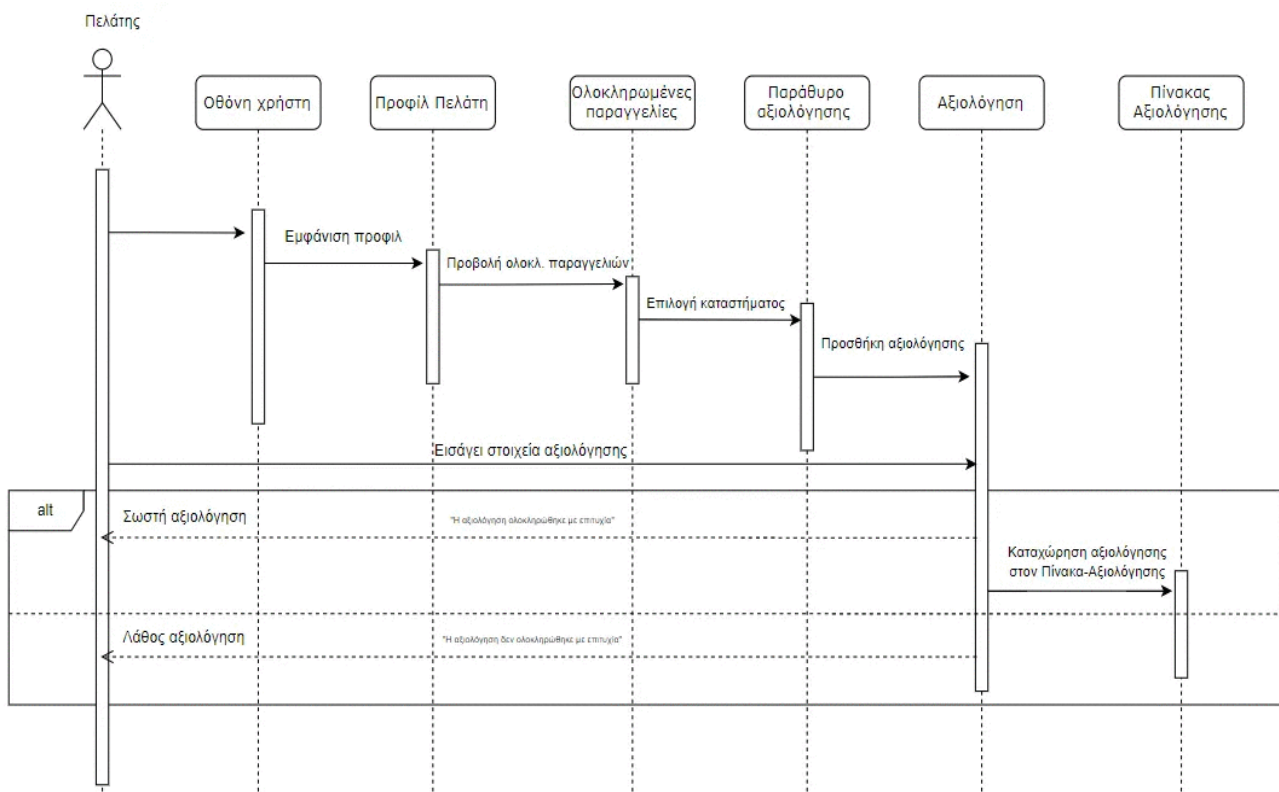 Πελάτης
Οθόνη χρήστη
Προφίλ Πελάτη
Ολοκληρωμένες
παραγγελίες
Παράθυρο
αξιολόγησης
Αξιολόγηση
Πίνακας
Αξιολόγησης
Εμφάνιση προφιλ
Προβολή ολοκλ. παραγγελιών
Επιλογή καταστήματος
Προσθήκη αξιολόγησης
Εισάγει στοιχεία αξιολόγησης
alt
Σωστή αξιολόγηση
"Η αξιολόγηση ολοκληρώθηκε με επιτυχία"
Καταχώρηση αξιολόγησης
στον Πίνακα-Αξιολόγησης
Λάθος αξιολόγηση
"Η αξιολόγηση δεν ολοκληρώθηκε με επιτυχία"